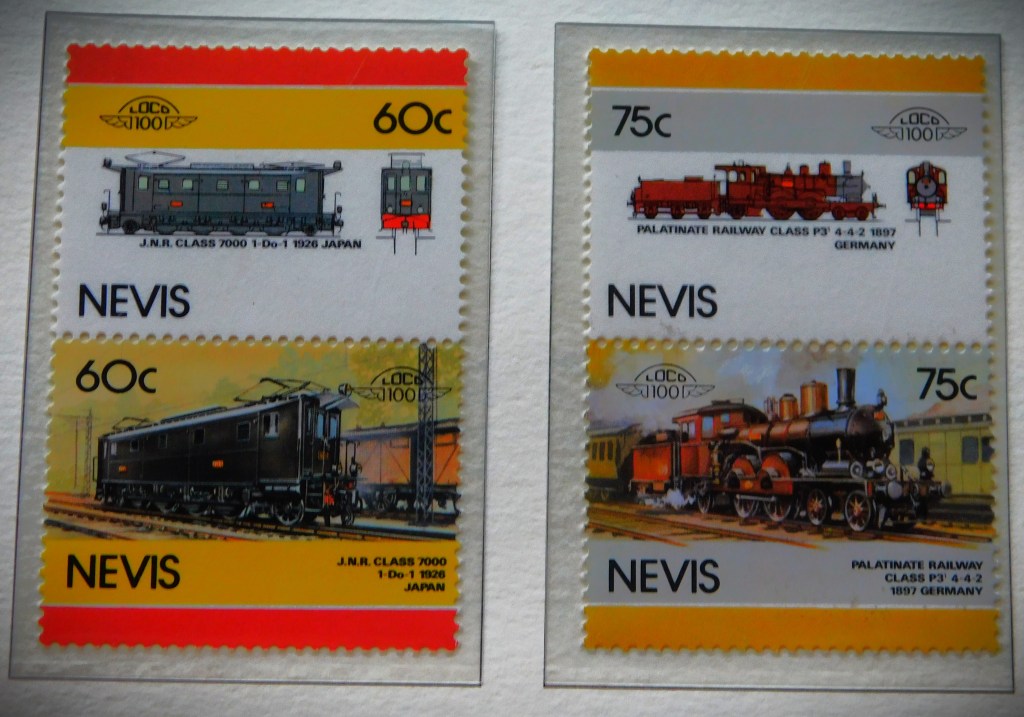 LOCO
100
60c
J.N.R. CLASS 7000 1-Do-1 1926 JAPAN
NEVIS
60c
LOCO
100
NEVIS
J.N.R. CLASS 7000
1-Do-1 1926
JAPAN
75c
LOCO
100
PALATINATE RAILWAY CLASS P3' 4-4-2 1897
GERMANY
NEVIS
LOCO
100
75c
NEVIS
PALATINATE RAILWAY
CLASS P3' 4-4-2
1897 GERMANY